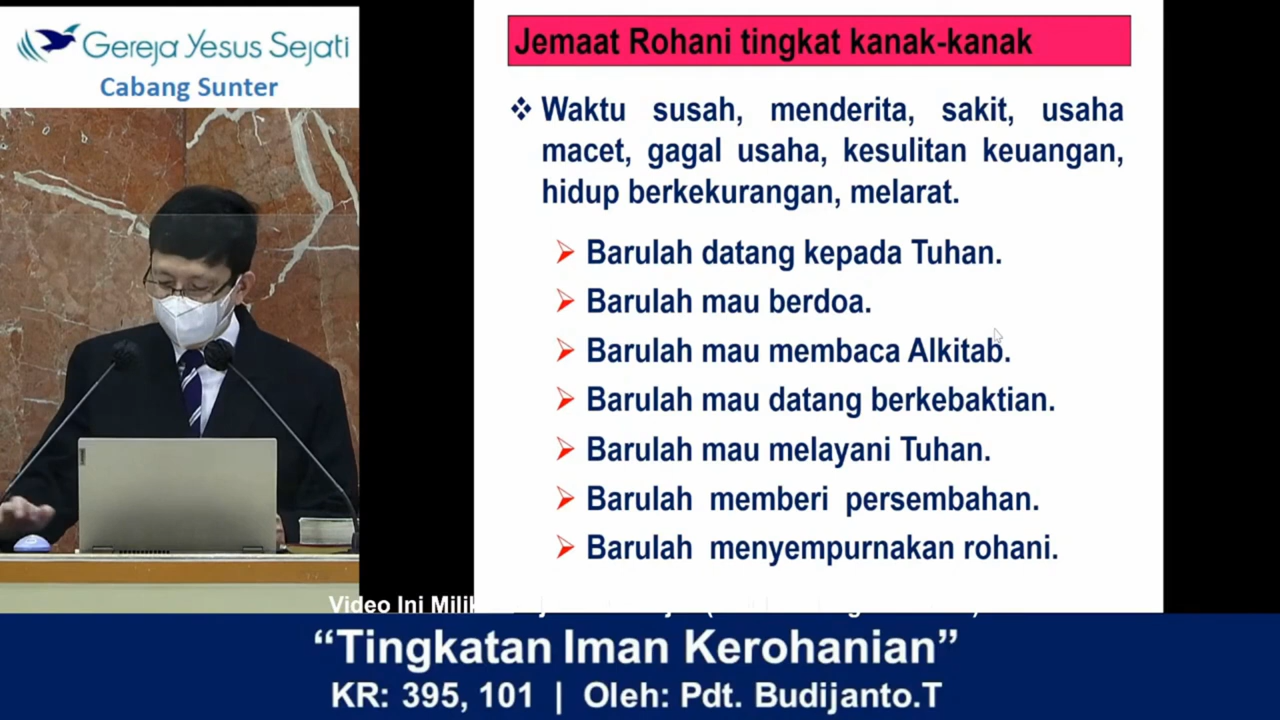 Gereja Yesus Sejati
Cabang Sunter
Jemaat Rohani tingkat kanak-kanak
Waktu susah, menderita, sakit, usaha
macet, gagal usaha, kesulitan keuangan,
hidup berkekurangan, melarat.
Barulah datang kepada Tuhan.
Barulah mau berdoa.
Barulah mau membaca Alkitab.
Barulah mau datang berkebaktian.
Barulah mau melayani Tuhan.
Barulah memberi persembahan.
Barulah menyempurnakan rohani.
Video Ini Milik
“Tingkatan Iman Kerohanian”
KR: 395, 101 | Oleh: Pdt. Budijanto.T